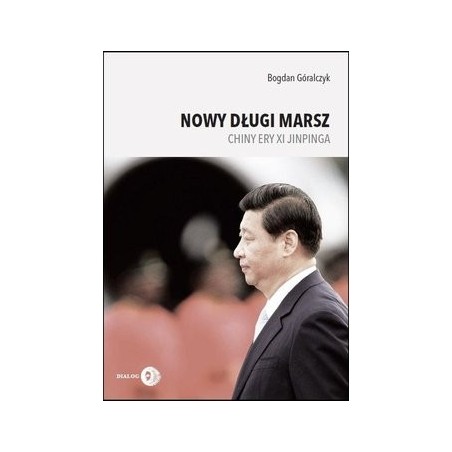 Bogdan Góralczyk
NOWY DŁUGI MARSZ
CHINY ERY XI JINPINGA
DIALOG